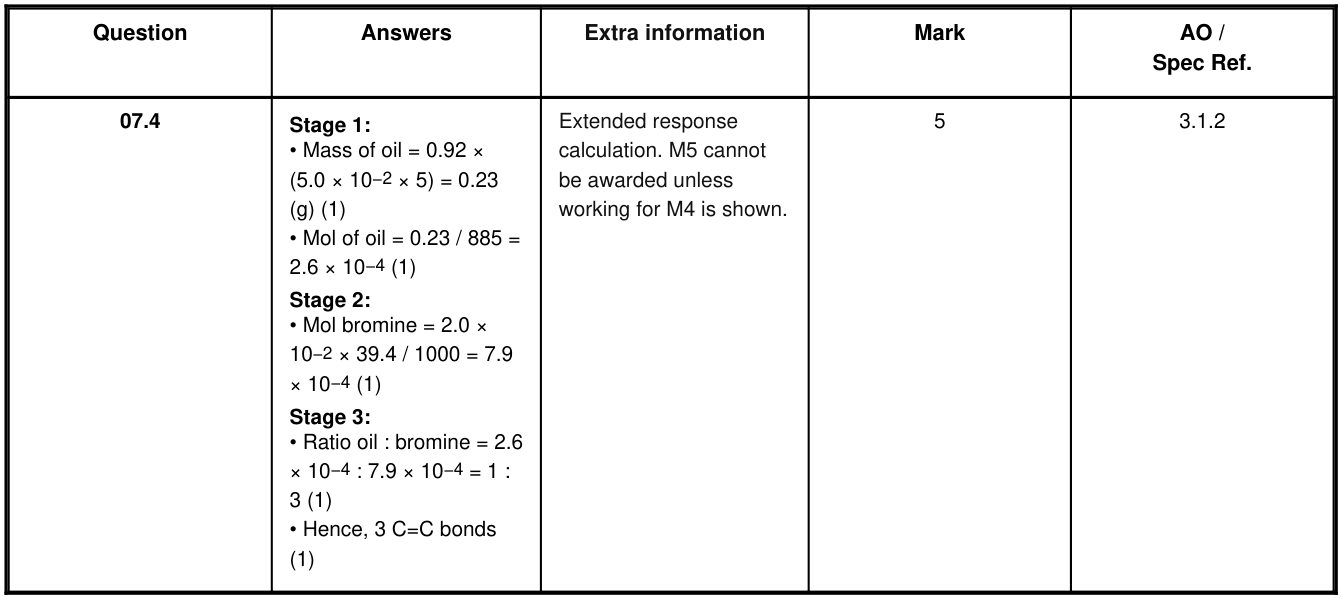 Question
Answers
Extra information
Mark
AO /
Spec Ref.
07.4
Stage 1:
• Mass of oil = 0.92 ×
(5.0 × 10−2 × 5) = 0.23
(g) (1)
• Mol of oil = 0.23 / 885 =
2.6 × 10−4 (1)
Stage 2:
• Mol bromine = 2.0 ×
10−2 × 39.4 / 1000 = 7.9
× 10−4 (1)
Stage 3:
• Ratio oil : bromine = 2.6
× 10−4 : 7.9 × 10−4 = 1 :
3 (1)
• Hence, 3 C=C bonds
(1)
Extended response
calculation. M5 cannot
be awarded unless
working for M4 is shown.
5
3.1.2